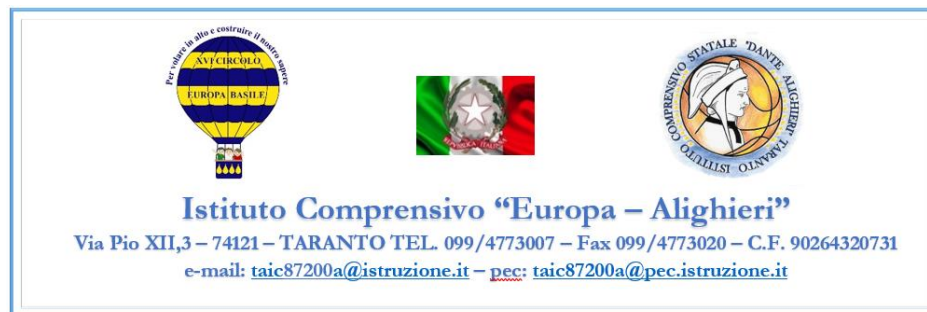 Per volare in alto e costruire il nostro sapere
XVI CIRCOLO
EUROPA BASILE
REPVBBLICA ITALIANA
ISTITUTO COMPRENSIVO STATALE "DANTE ALIGHIERI" TARANTO
Istituto Comprensivo “Europa – Alighieri”
Via Pio XII,3 – 74121 – TARANTO TEL. 099/4773007 – Fax 099/4773020 – C.F. 90264320731
e-mail: taic87200a@istruzione.it – pec: taic87200a@pec.istruzione.it